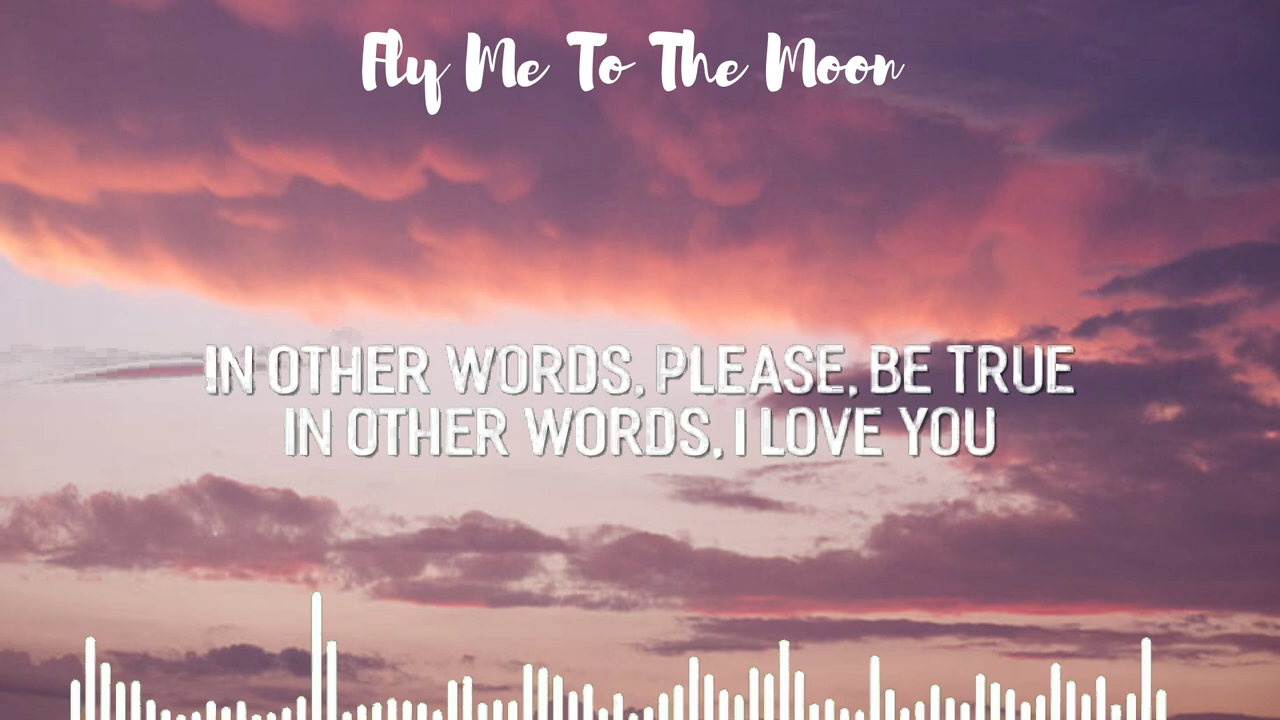 Fly Me To The Moon
IN OTHER WORDS, PLEASE, BE TRUE
IN OTHER WORDS, I LOVE YOU